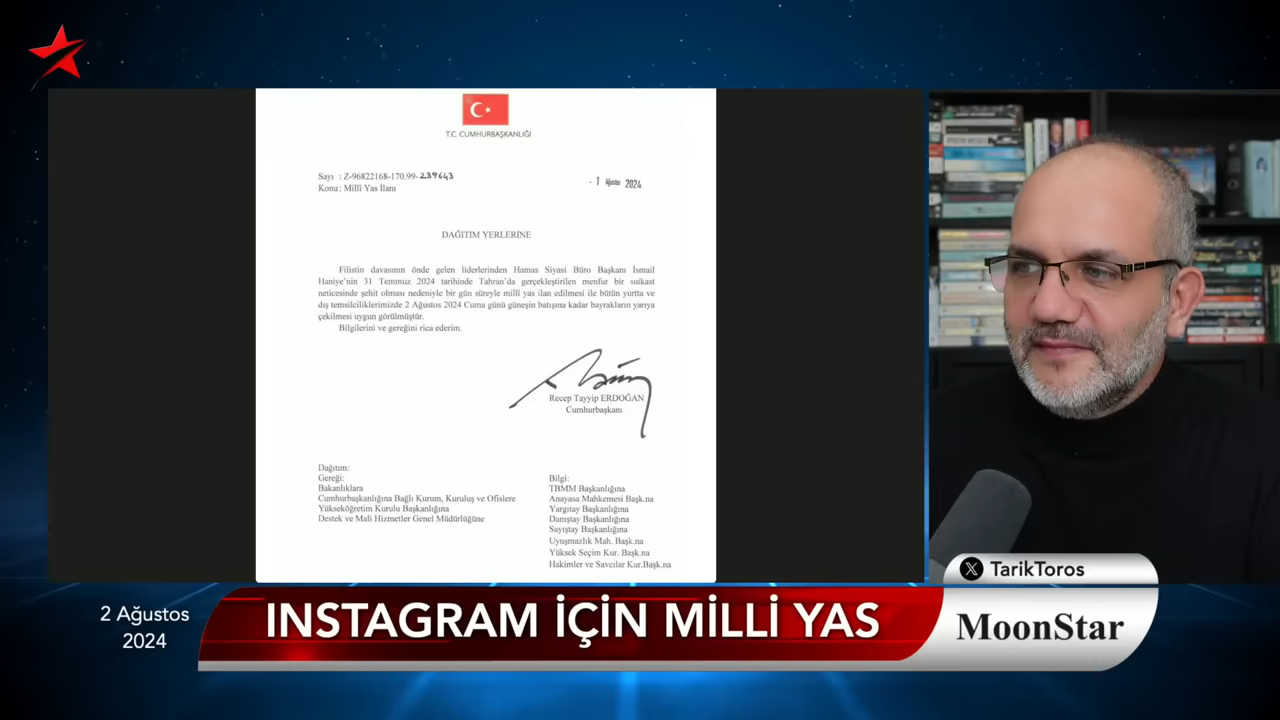 T.C. CUMHURBAŞKANLIĞI
Sayı : Z-96822168-170.99-239643
Konu : Millî Yas İlanı
- 1 Ağustos 2024
DAĞITIM YERLERİNE
Filistin davasının önde gelen liderlerinden Hamas Siyasi Büro Başkanı İsmail
Haniye'nin 31 Temmuz 2024 tarihinde Tahran'da gerçekleştirilen menfur bir suikast
neticesinde şehit olması nedeniyle bir gün süreyle millî yas ilan edilmesi ile bütün yurtta ve
dış temsilciliklerimizde 2 Ağustos 2024 Cuma günü güneşin batışına kadar bayrakların yarıya
çekilmesi uygun görülmüştür.
Bilgilerini ve gereğini rica ederim.
Recep Tayyip ERDOĞAN
Cumhurbaşkanı
Dağıtım:
Gereği:
Bakanlıklara
Cumhurbaşkanlığına Bağlı Kurum, Kuruluş ve Ofislere
Yükseköğretim Kurulu Başkanlığına
Destek ve Mali Hizmetler Genel Müdürlüğüne
Bilgi:
TBMM Başkanlığına
Anayasa Mahkemesi Başk.na
Yargıtay Başkanlığına
Danıştay Başkanlığına
Sayıştay Başkanlığına
Uyuşmazlık Mah. Başk.na
Yüksek Seçim Kur. Başk.na
Hakimler ve Savcılar Kur.Başk.na
X TarikToros
2 Ağustos
2024
INSTAGRAM İÇİN MİLLİ YAS
MoonStar